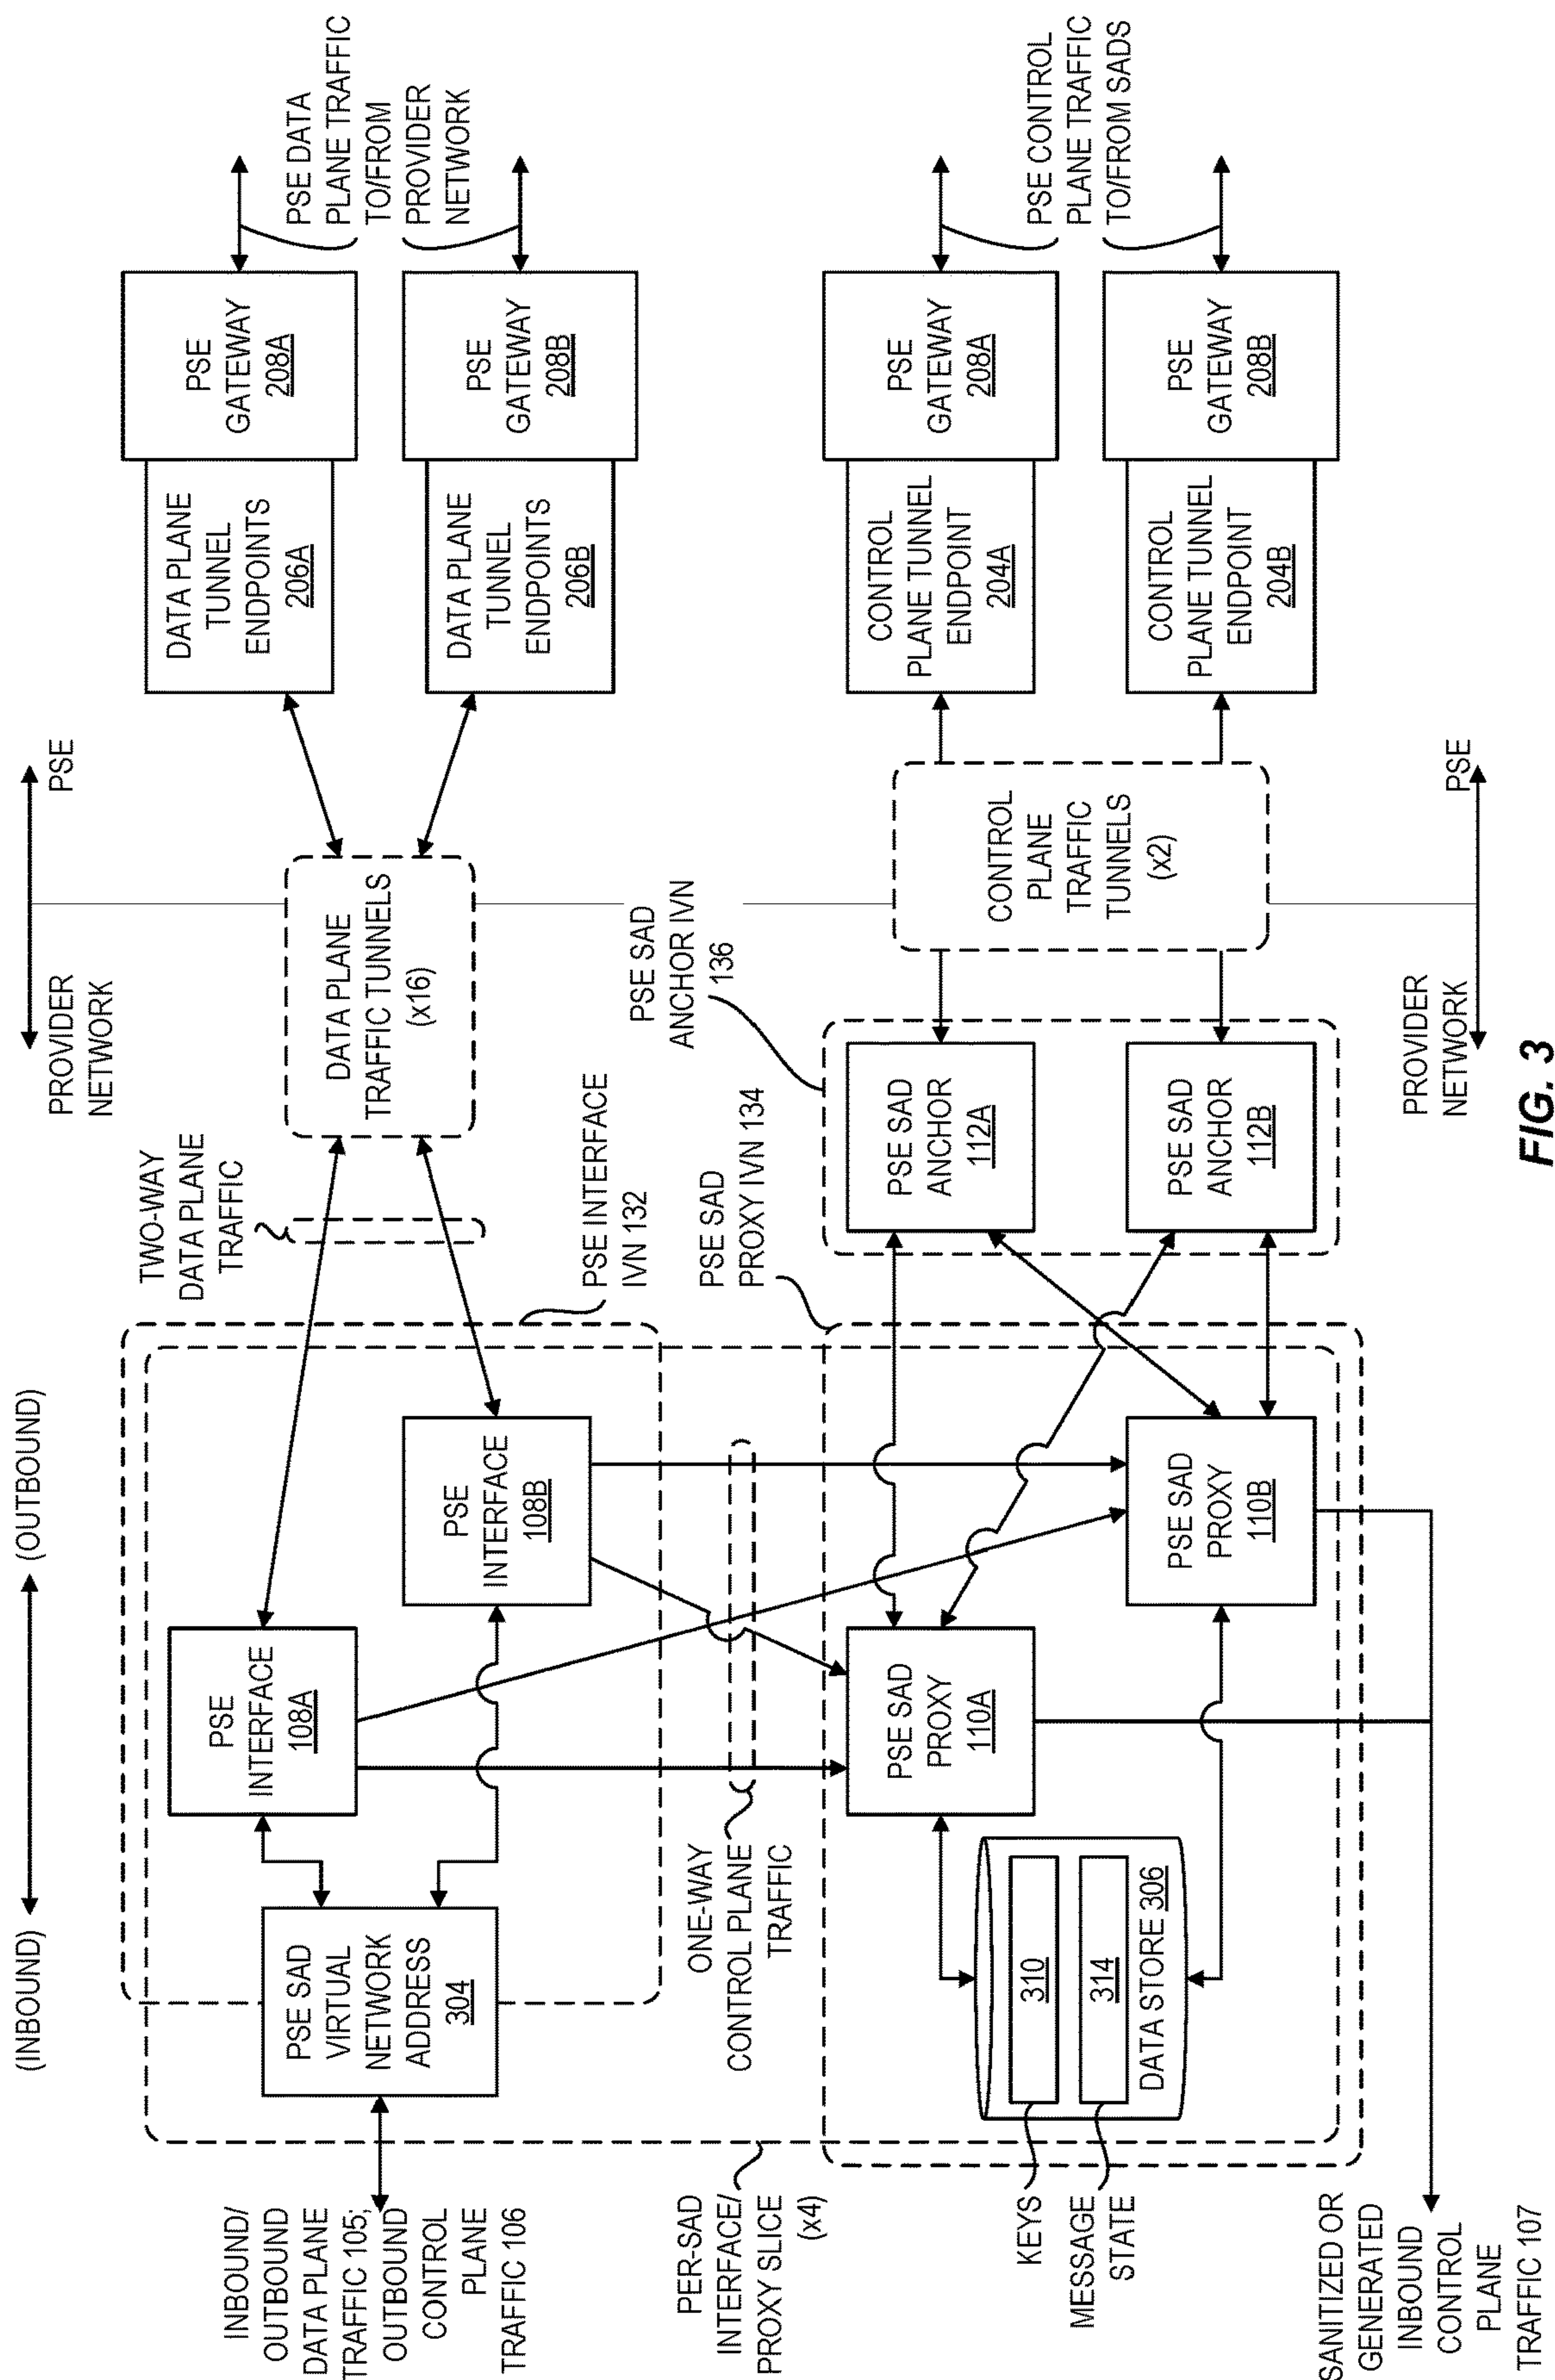 (INBOUND)
(OUTBOUND)
PROVIDER
NETWORK
PSE
INBOUND/
OUTBOUND
DATA PLANE
TRAFFIC 105;
OUTBOUND
CONTROL
PLANE
TRAFFIC 106
PSE SAD
VIRTUAL
NETWORK
ADDRESS
304
PSE
INTERFACE
108A
PSE
INTERFACE
108B
TWO-WAY
DATA PLANE
TRAFFIC
PSE INTERFACE
IVN 132
DATA PLANE
TRAFFIC TUNNELS
(x16)
DATA PLANE
TUNNEL
ENDPOINTS
206A
PSE
GATEWAY
208A
DATA PLANE
TUNNEL
ENDPOINTS
206B
PSE
GATEWAY
208B
PSE DATA
PLANE TRAFFIC
TO/FROM
PROVIDER
NETWORK
PER-SAD
INTERFACE/
PROXY SLICE
(x4)
ONE-WAY
CONTROL PLANE
TRAFFIC
PSE SAD
PROXY IVN 134
PSE SAD
ANCHOR IVN
136
KEYS
MESSAGE
STATE
310
314
DATA STORE 306
PSE SAD
PROXY
110A
PSE SAD
PROXY
110B
PSE SAD
ANCHOR
112A
PSE SAD
ANCHOR
112B
CONTROL
PLANE
TRAFFIC
TUNNELS
(x2)
CONTROL
PLANE TUNNEL
ENDPOINT
204A
PSE
GATEWAY
208A
CONTROL
PLANE TUNNEL
ENDPOINT
204B
PSE
GATEWAY
208B
PSE CONTROL
PLANE TRAFFIC
TO/FROM SADS
SANITIZED OR
GENERATED
INBOUND
CONTROL
PLANE
TRAFFIC 107
PROVIDER
NETWORK
PSE
FIG. 3